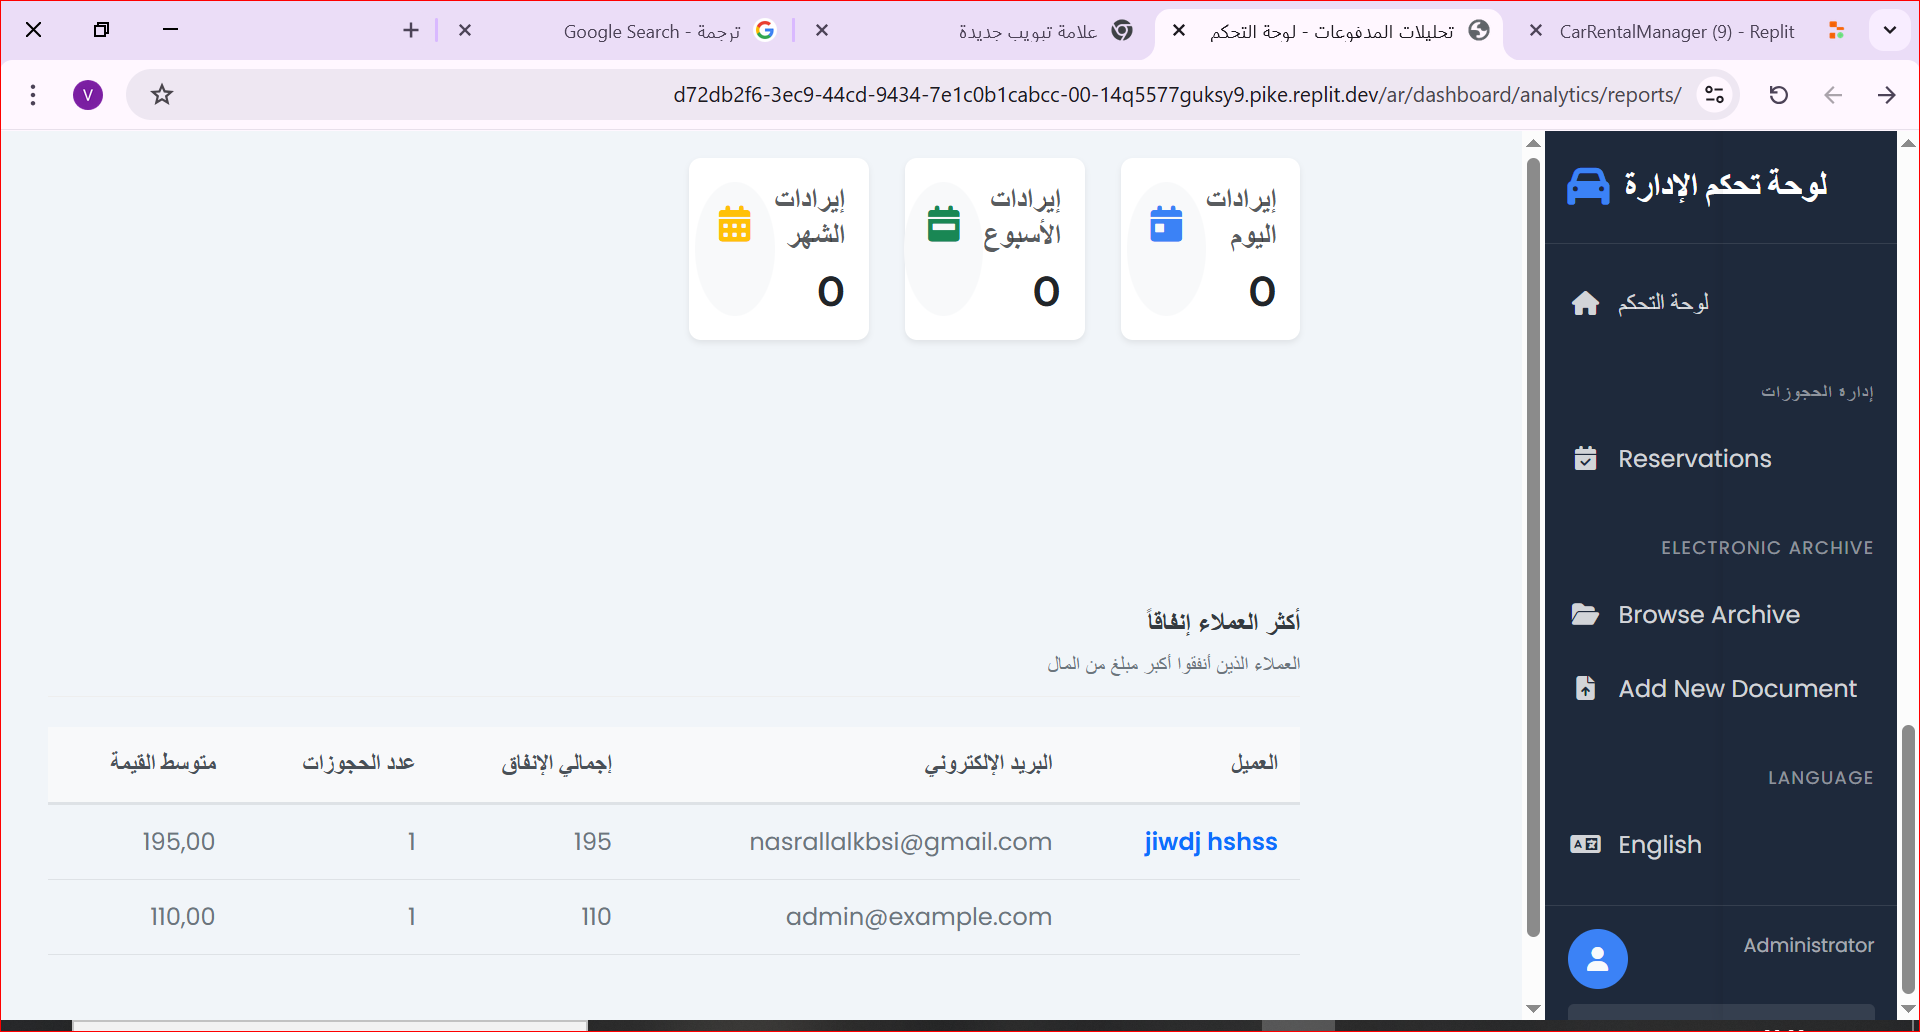 CarRentalManager (9) - Replit
تحليلات المدفوعات - لوحة التحكم
علامة تبويب جديدة
ترجمة - Google Search
d72db2f6-3ec9-44cd-9434-7e1c0b1cabcc-00-14q5577guksy9.pike.replit.dev/ar/dashboard/analytics/reports/
V
لوحة تحكم الإدارة
لوحة التحكم
إدارة الحجوزات
Reservations
ELECTRONIC ARCHIVE
Browse Archive
Add New Document
LANGUAGE
English
Administrator
إيرادات
اليوم
0
إيرادات
الأسبوع
0
إيرادات
الشهر
0
أكثر العملاء إنفاقاً
العملاء الذين أنفقوا أكبر مبلغ من المال
العميل البريد الإلكتروني إجمالي الإنفاق عدد الحجوزات متوسط القيمة
jiwdj hshss nasrallalkbsi@gmail.com 195 1 195,00
admin@example.com 110 1 110,00